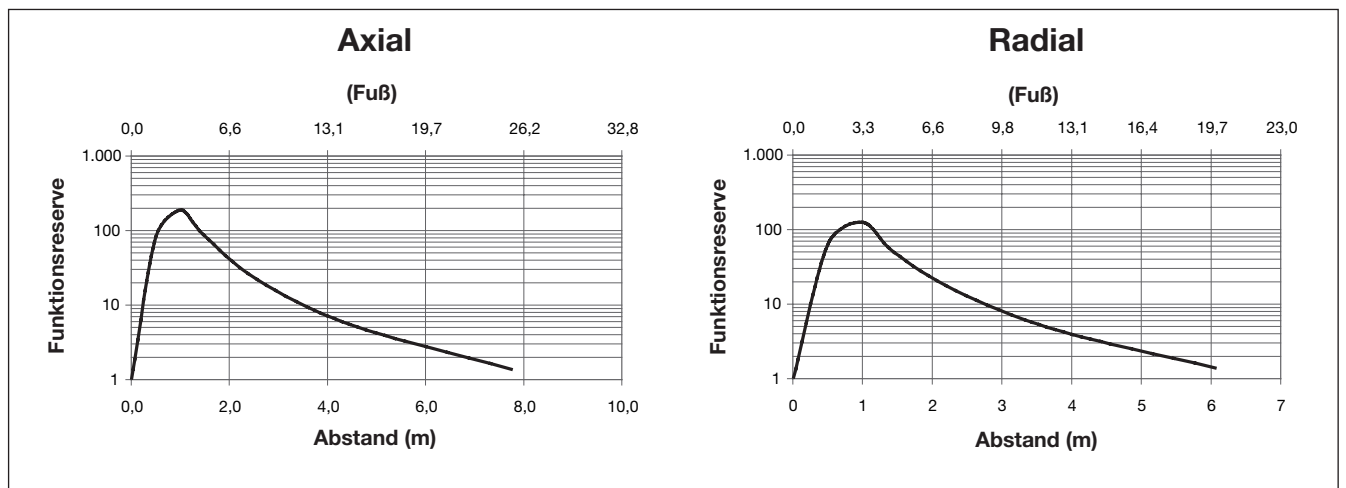 Axial
(Fuß)
0,0 6,6 13,1 19,7 26,2 32,8
1.000
100
10
1
Funktionsreserve
0,0 2,0 4,0 6,0 8,0 10,0
Abstand (m)
Radial
(Fuß)
0,0 3,3 6,6 9,8 13,1 16,4 19,7 23,0
1.000
100
10
1
Funktionsreserve
0 1 2 3 4 5 6 7
Abstand (m)